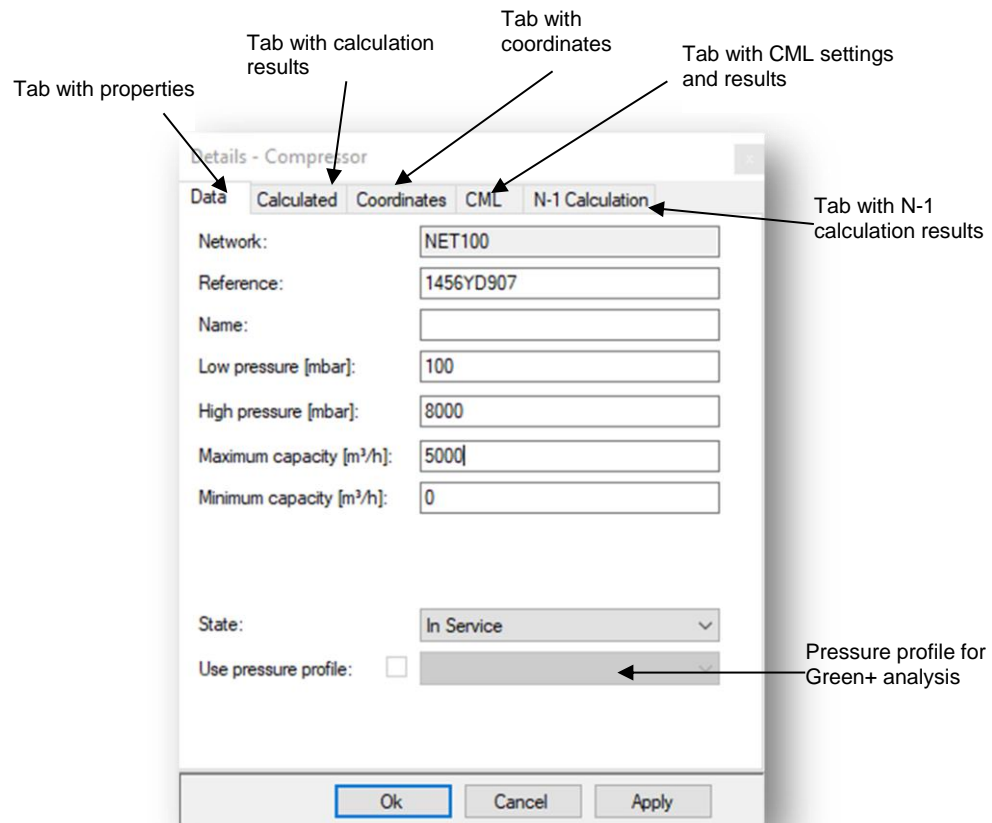 Tab with
coordinates
Tab with calculation
results
Tab with CML settings
and results
Tab with properties
Details - Compressor
x
Data Calculated Coordinates CML N-1 Calculation
Tab with N-1
calculation results
Network: NET100
Reference: 1456YD907
Name:
Low pressure [mbar]: 100
High pressure [mbar]: 8000
Maximum capacity [m³/h]: 5000
Minimum capacity [m³/h]: 0
State: In Service
Use pressure profile:
Pressure profile for
Green+ analysis
Ok Cancel Apply